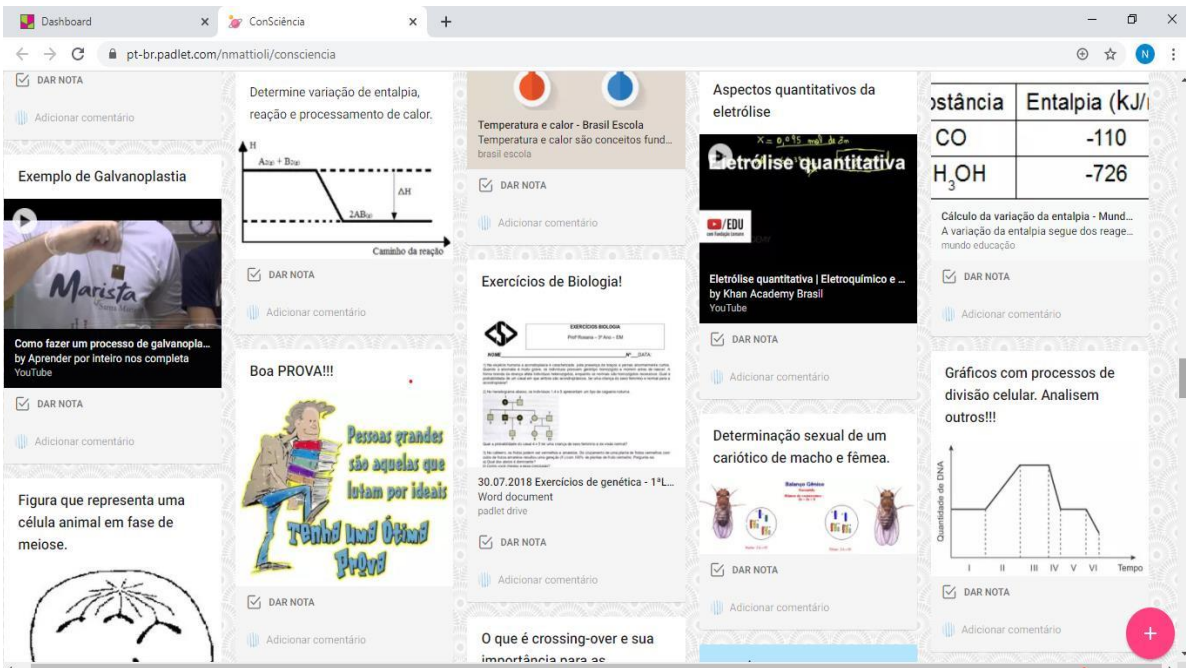 Dashboard
ConSciência
pt-br.padlet.com/nmattioli/consciencia
N
DAR NOTA
Adicionar comentário
Exemplo de Galvanoplastia
Marista
Como fazer um processo de galvanopla...
by Aprender por inteiro nos completa
YouTube
DAR NOTA
Adicionar comentário
Figura que representa uma
célula animal em fase de
meiose.
Determine variação de entalpia,
reação e processamento de calor.
H
ΔH
Caminho da reação
DAR NOTA
Adicionar comentário
Boa PROVA!!!
Pessoas grandes
são aquelas que
lutam por ideais
Tenha uma Ótima
Prova
DAR NOTA
Adicionar comentário
Temperatura e calor - Brasil Escola
Temperatura e calor são conceitos fund...
brasil escola
DAR NOTA
Adicionar comentário
Exercícios de Biologia!
EXERCÍCIOS BIOLOGIA
30.07.2018 Exercícios de genética - 1ªL...
Word document
padlet drive
DAR NOTA
Adicionar comentário
O que é crossing-over e sua
importância para as
Aspectos quantitativos da
eletrólise
X = 0,095 mol de Zn
Eletrólise quantitativa
/EDU
Eletrólise quantitativa | Eletroquímico e ...
by Khan Academy Brasil
YouTube
DAR NOTA
Adicionar comentário
Determinação sexual de um
cariótico de macho e fêmea.
Balanço Gênico
DAR NOTA
Adicionar comentário
ostância Entalpia (kJ/
CO -110
H3OH -726
Cálculo da variação da entalpia - Mund...
A variação da entalpia segue dos reage...
mundo educação
DAR NOTA
Adicionar comentário
Gráficos com processos de
divisão celular. Analisem
outros!!!
Quantidade de DNA
I II III IV V VI Tempo
DAR NOTA
Adicionar comentário